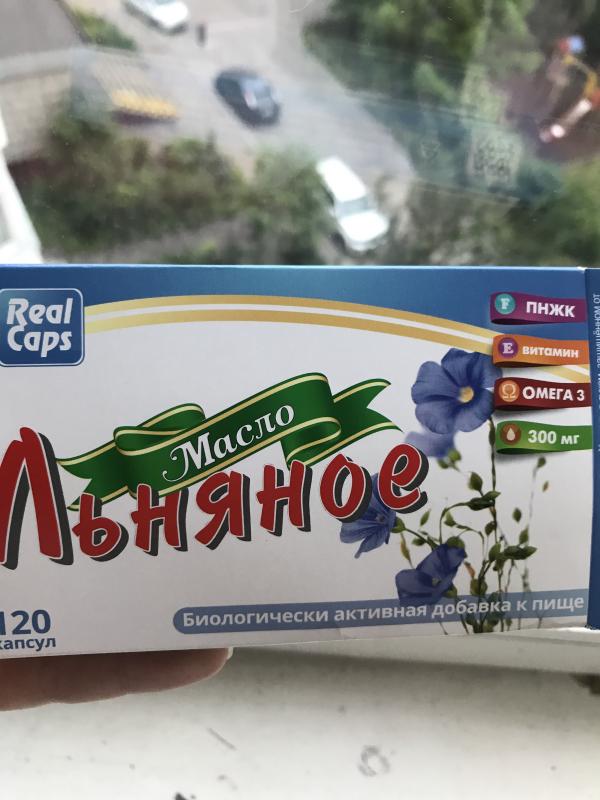 Real
Caps
F ПНЖК
E витамин
Ω ОМЕГА 3
300 мг
Масло
Льняное
120
капсул
Биологически активная добавка к пище